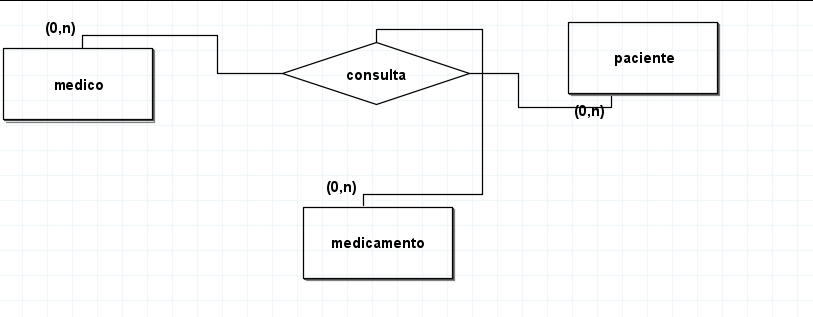 (0,n)
medico
consulta
paciente
(0,n)
(0,n)
medicamento